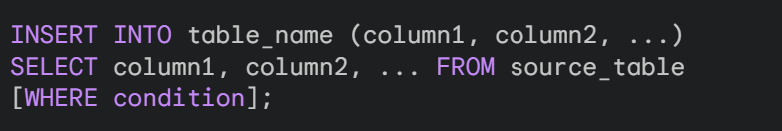 INSERT INTO table_name (column1, column2, ...)
SELECT column1, column2, ... FROM source_table
[WHERE condition];